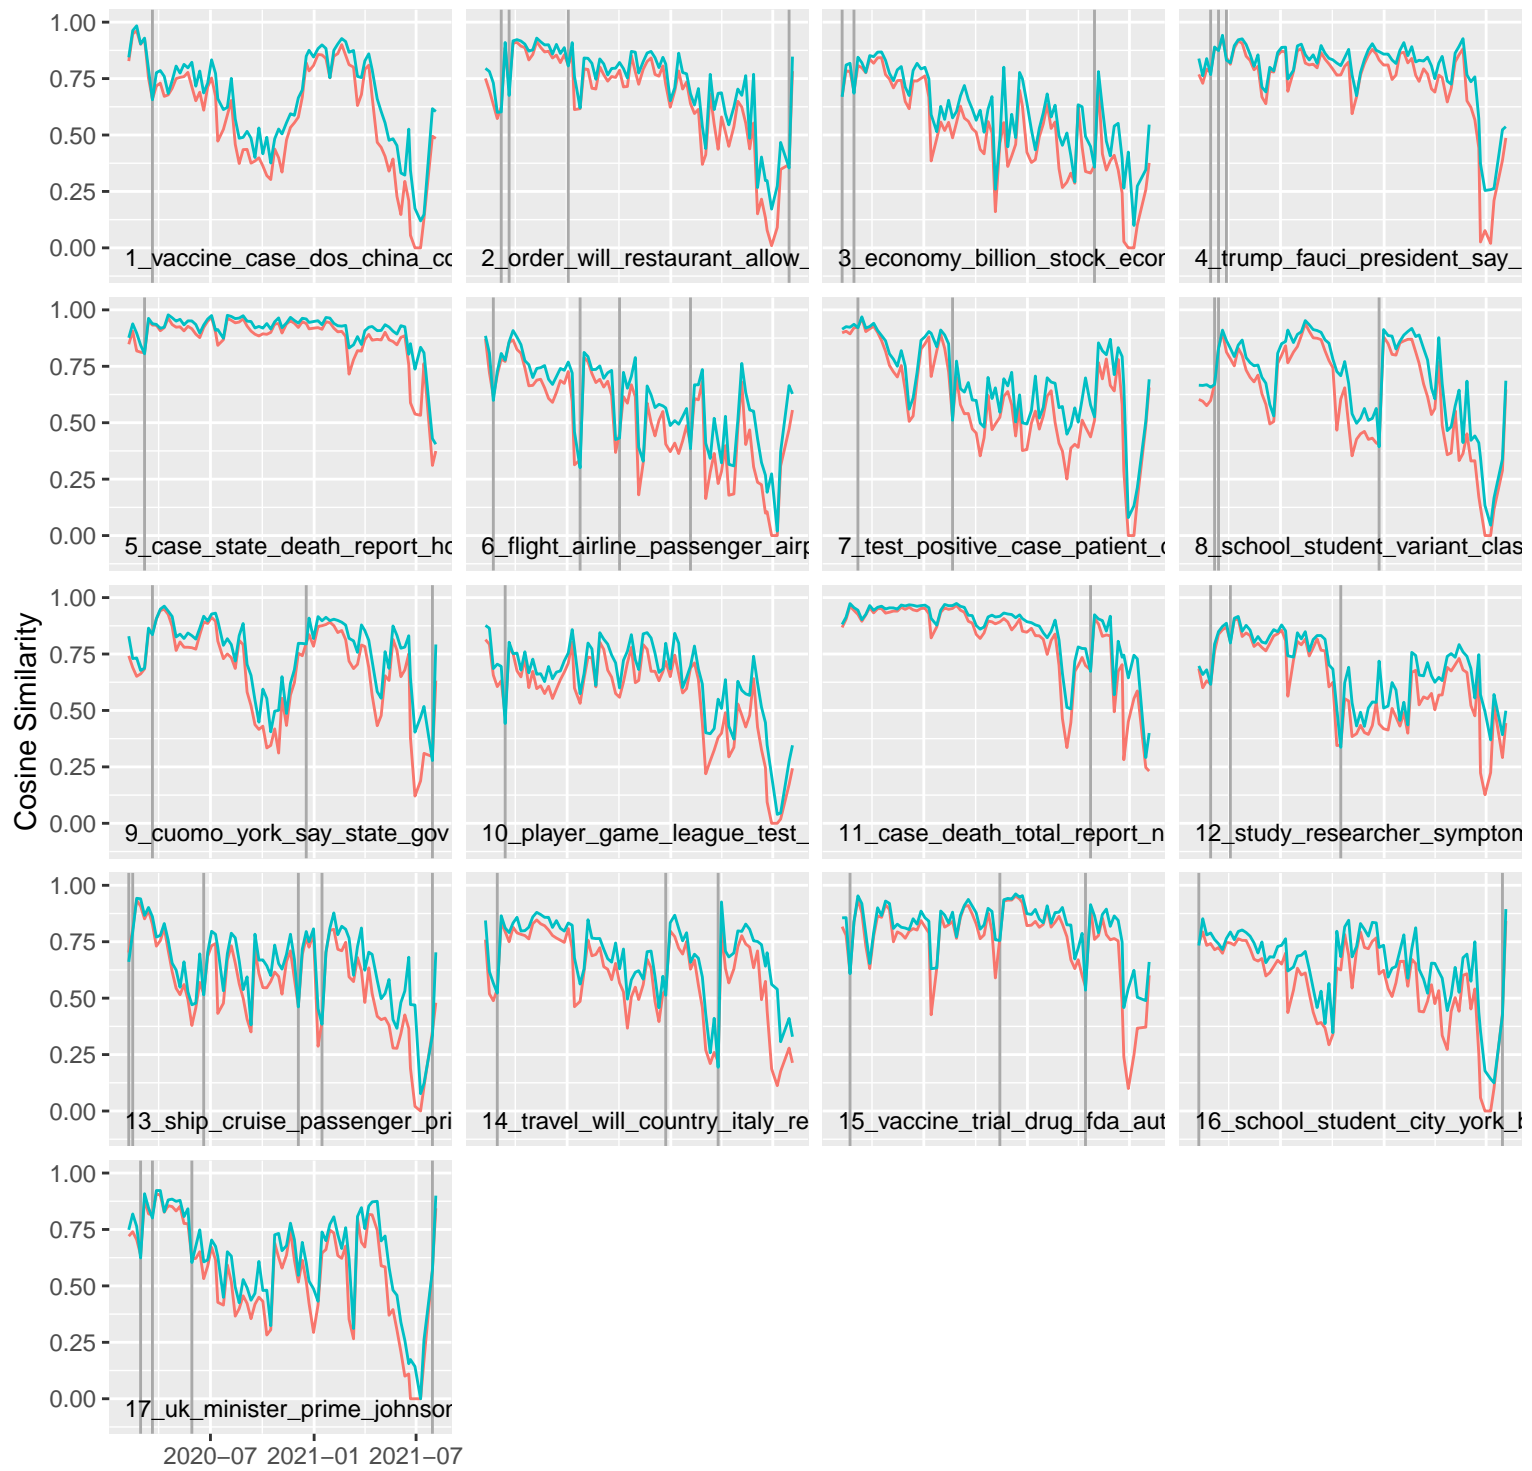 Cosine Similarity
1.00
0.75
0.50
0.25
0.00
1_vaccine_case_dos_china_co
2_order_will_restaurant_allow_
3_economy_billion_stock_econ
4_trump_fauci_president_say_
1.00
0.75
0.50
0.25
0.00
5_case_state_death_report_ho
6_flight_airline_passenger_airp
7_test_positive_case_patient_c
8_school_student_variant_clas
1.00
0.75
0.50
0.25
0.00
9_cuomo_york_say_state_gov
10_player_game_league_test_
11_case_death_total_report_n
12_study_researcher_symptom
1.00
0.75
0.50
0.25
0.00
13_ship_cruise_passenger_pri
14_travel_will_country_italy_re
15_vaccine_trial_drug_fda_aut
16_school_student_city_york_b
1.00
0.75
0.50
0.25
0.00
17_uk_minister_prime_johnson
2020−07 2021−01 2021−07